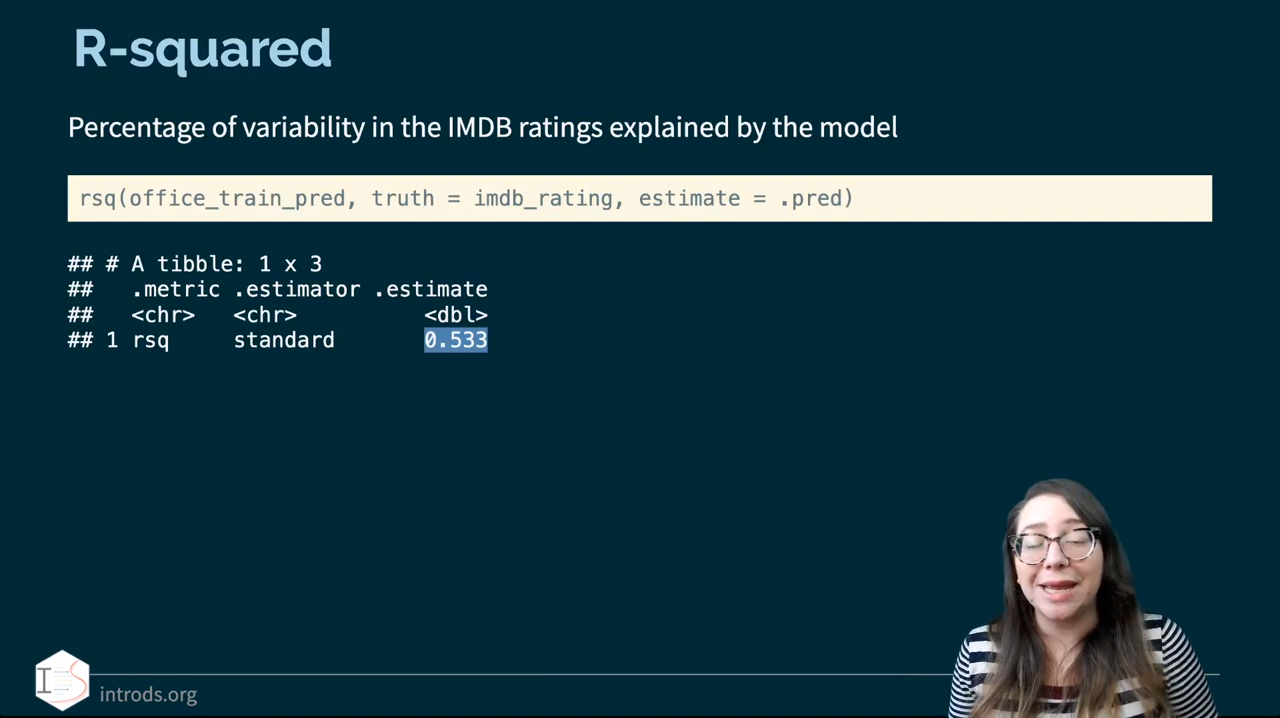 R-squared
Percentage of variability in the IMDB ratings explained by the model
rsq(office_train_pred, truth = imdb_rating, estimate = .pred)
## # A tibble: 1 x 3
##   .metric .estimator .estimate
##   <chr>   <chr>          <dbl>
## 1 rsq     standard       0.533
IS
introds.org